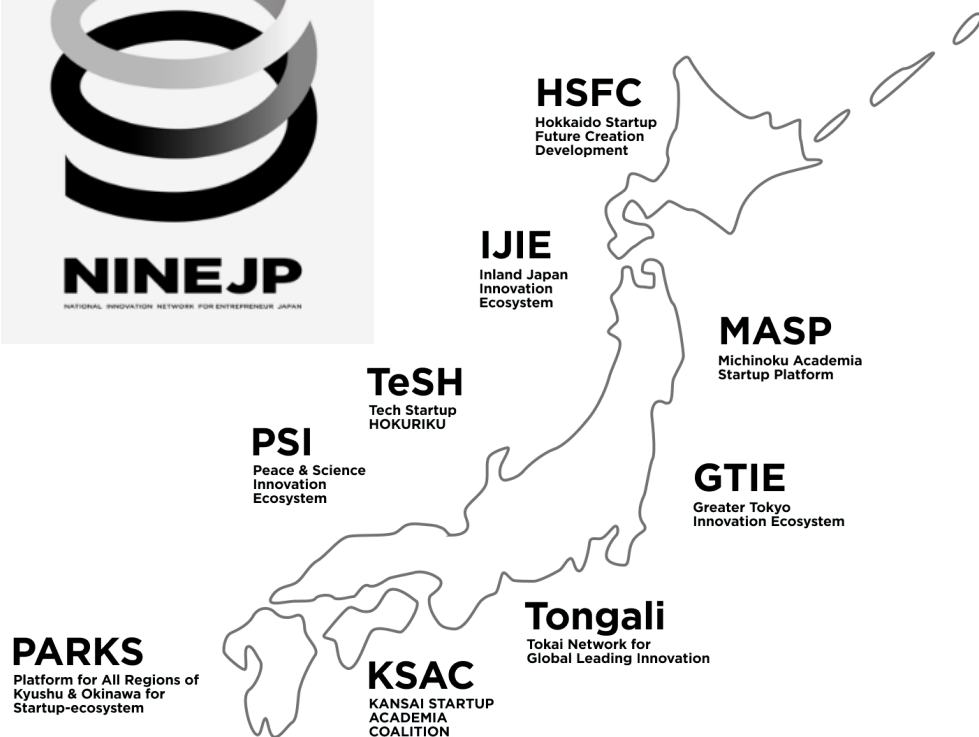 NINEJP
NATIONAL INNOVATION NETWORK FOR ENTREPRENEUR JAPAN
HSFC
Hokkaido Startup
Future Creation
Development
IJIE
Inland Japan
Innovation
Ecosystem
MASP
Michinoku Academia
Startup Platform
TeSH
Tech Startup
HOKURIKU
PSI
Peace & Science
Innovation
Ecosystem
GTIE
Greater Tokyo
Innovation Ecosystem
Tongali
Tokai Network for
Global Leading Innovation
PARKS
Platform for All Regions of
Kyushu & Okinawa for
Startup-ecosystem
KSAC
KANSAI STARTUP
ACADEMIA
COALITION